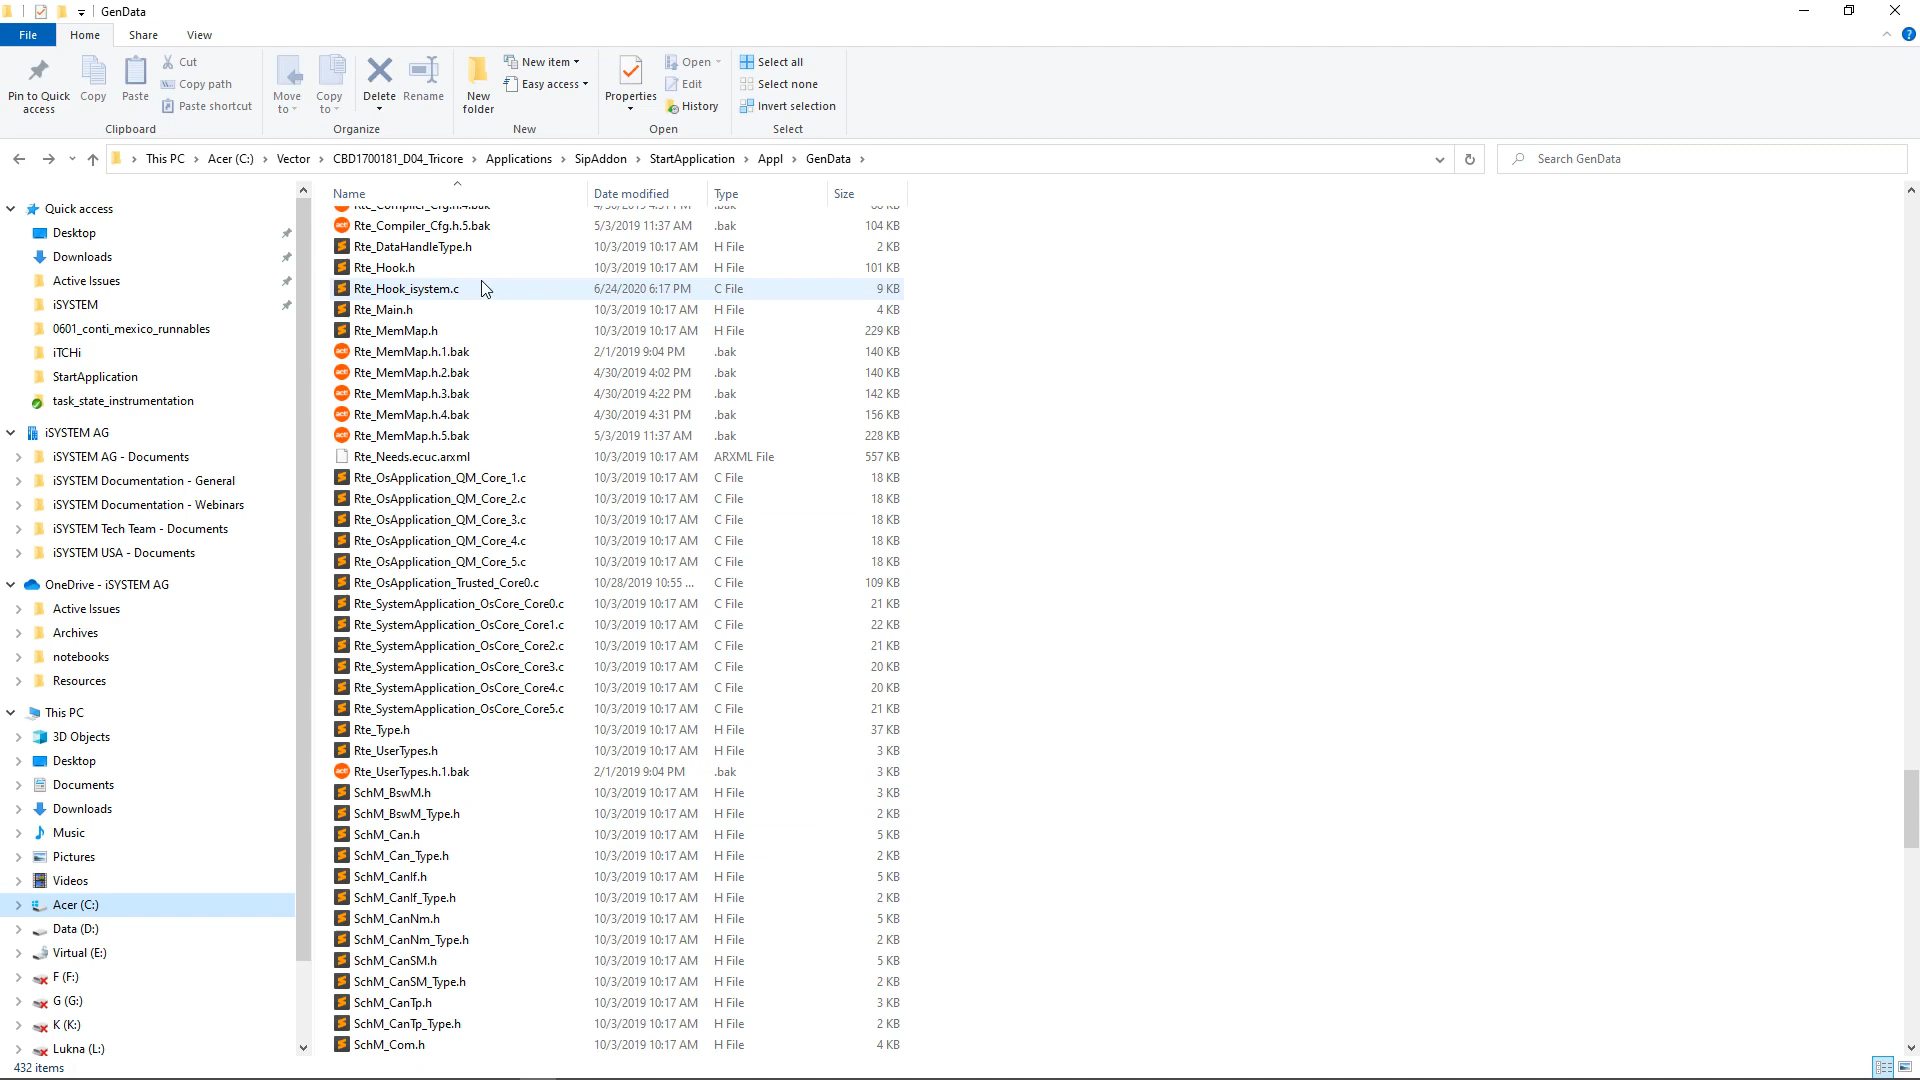 GenData
File Home Share View
Pin to Quick access
Copy
Paste
Cut
Copy path
Paste shortcut
Clipboard
Move to
Copy to
Delete
Rename
Organize
New folder
New item
Easy access
New
Properties
Open
Edit
History
Open
Select all
Select none
Invert selection
Select
This PC › Acer (C:) › Vector › CBD1700181_D04_Tricore › Applications › SipAddon › StartApplication › Appl › GenData ›
Search GenData
Quick access
Desktop
Downloads
Active Issues
iSYSTEM
0601_conti_mexico_runnables
iTCHi
StartApplication
task_state_instrumentation
iSYSTEM AG
iSYSTEM AG - Documents
iSYSTEM Documentation - General
iSYSTEM Documentation - Webinars
iSYSTEM Tech Team - Documents
iSYSTEM USA - Documents
OneDrive - iSYSTEM AG
Active Issues
Archives
notebooks
Resources
This PC
3D Objects
Desktop
Documents
Downloads
Music
Pictures
Videos
Acer (C:)
Data (D:)
Virtual (E:)
F (F:)
G (G:)
K (K:)
Lukna (L:)
Name Date modified Type Size
Rte_Compiler_Cfg.h.5.bak 5/3/2019 11:37 AM .bak 104 KB
Rte_DataHandleType.h 10/3/2019 10:17 AM H File 2 KB
Rte_Hook.h 10/3/2019 10:17 AM H File 101 KB
Rte_Hook_isystem.c 6/24/2020 6:17 PM C File 9 KB
Rte_Main.h 10/3/2019 10:17 AM H File 4 KB
Rte_MemMap.h 10/3/2019 10:17 AM H File 229 KB
Rte_MemMap.h.1.bak 2/1/2019 9:04 PM .bak 140 KB
Rte_MemMap.h.2.bak 4/30/2019 4:02 PM .bak 140 KB
Rte_MemMap.h.3.bak 4/30/2019 4:22 PM .bak 142 KB
Rte_MemMap.h.4.bak 4/30/2019 4:31 PM .bak 156 KB
Rte_MemMap.h.5.bak 5/3/2019 11:37 AM .bak 228 KB
Rte_Needs.ecuc.arxml 10/3/2019 10:17 AM ARXML File 557 KB
Rte_OsApplication_QM_Core_1.c 10/3/2019 10:17 AM C File 18 KB
Rte_OsApplication_QM_Core_2.c 10/3/2019 10:17 AM C File 18 KB
Rte_OsApplication_QM_Core_3.c 10/3/2019 10:17 AM C File 18 KB
Rte_OsApplication_QM_Core_4.c 10/3/2019 10:17 AM C File 18 KB
Rte_OsApplication_QM_Core_5.c 10/3/2019 10:17 AM C File 18 KB
Rte_OsApplication_Trusted_Core0.c 10/28/2019 10:55 ... C File 109 KB
Rte_SystemApplication_OsCore_Core0.c 10/3/2019 10:17 AM C File 21 KB
Rte_SystemApplication_OsCore_Core1.c 10/3/2019 10:17 AM C File 22 KB
Rte_SystemApplication_OsCore_Core2.c 10/3/2019 10:17 AM C File 21 KB
Rte_SystemApplication_OsCore_Core3.c 10/3/2019 10:17 AM C File 20 KB
Rte_SystemApplication_OsCore_Core4.c 10/3/2019 10:17 AM C File 20 KB
Rte_SystemApplication_OsCore_Core5.c 10/3/2019 10:17 AM C File 21 KB
Rte_Type.h 10/3/2019 10:17 AM H File 37 KB
Rte_UserTypes.h 10/3/2019 10:17 AM H File 3 KB
Rte_UserTypes.h.1.bak 2/1/2019 9:04 PM .bak 3 KB
SchM_BswM.h 10/3/2019 10:17 AM H File 3 KB
SchM_BswM_Type.h 10/3/2019 10:17 AM H File 2 KB
SchM_Can.h 10/3/2019 10:17 AM H File 5 KB
SchM_Can_Type.h 10/3/2019 10:17 AM H File 2 KB
SchM_CanIf.h 10/3/2019 10:17 AM H File 5 KB
SchM_CanIf_Type.h 10/3/2019 10:17 AM H File 2 KB
SchM_CanNm.h 10/3/2019 10:17 AM H File 5 KB
SchM_CanNm_Type.h 10/3/2019 10:17 AM H File 2 KB
SchM_CanSM.h 10/3/2019 10:17 AM H File 5 KB
SchM_CanSM_Type.h 10/3/2019 10:17 AM H File 2 KB
SchM_CanTp.h 10/3/2019 10:17 AM H File 3 KB
SchM_CanTp_Type.h 10/3/2019 10:17 AM H File 2 KB
SchM_Com.h 10/3/2019 10:17 AM H File 4 KB
432 items